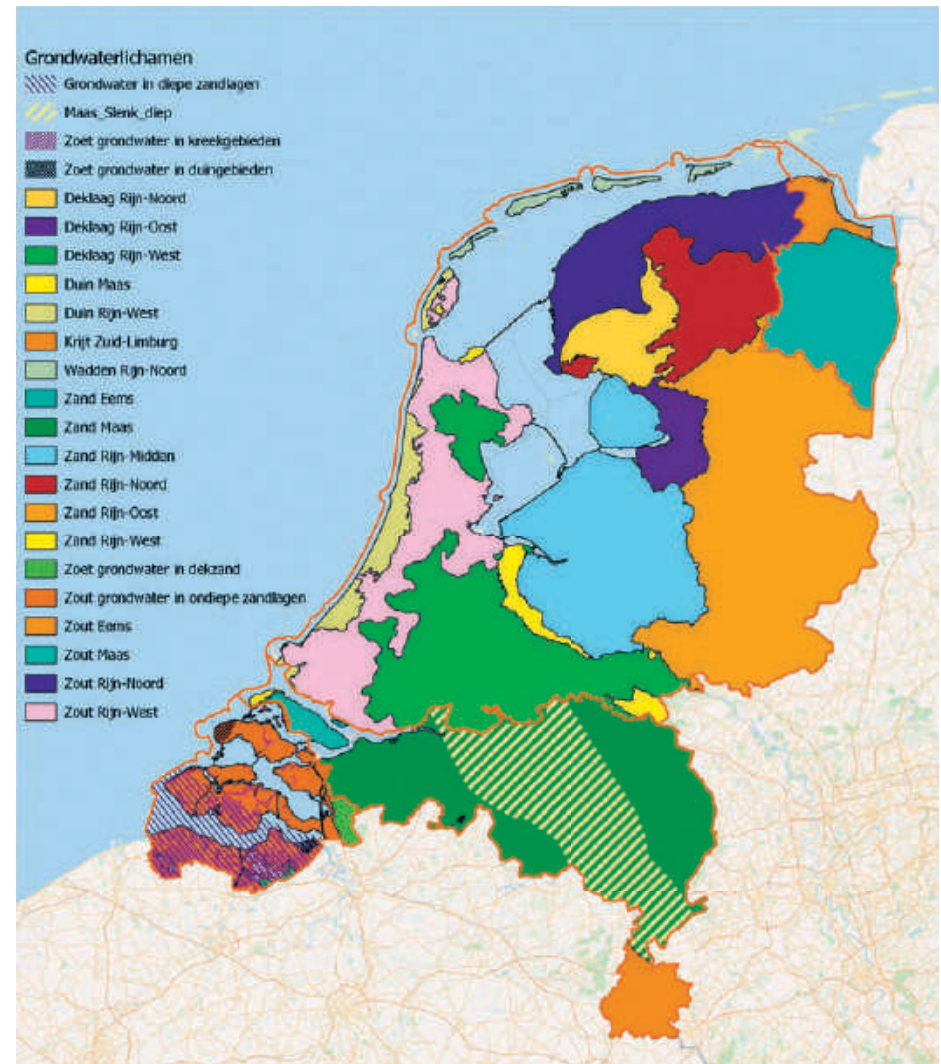 Grondwaterlichamen
Grondwater in diepe zandlagen
Maas_Slenk_diep
Zoet grondwater in kreekgebieden
Zoet grondwater in duingebieden
Deklaag Rijn-Noord
Deklaag Rijn-Oost
Deklaag Rijn-West
Duin Maas
Duin Rijn-West
Krijt Zuid-Limburg
Wadden Rijn-Noord
Zand Eems
Zand Maas
Zand Rijn-Midden
Zand Rijn-Noord
Zand Rijn-Oost
Zand Rijn-West
Zoet grondwater in dekzand
Zout grondwater in ondiepe zandlagen
Zout Eems
Zout Maas
Zout Rijn-Noord
Zout Rijn-West